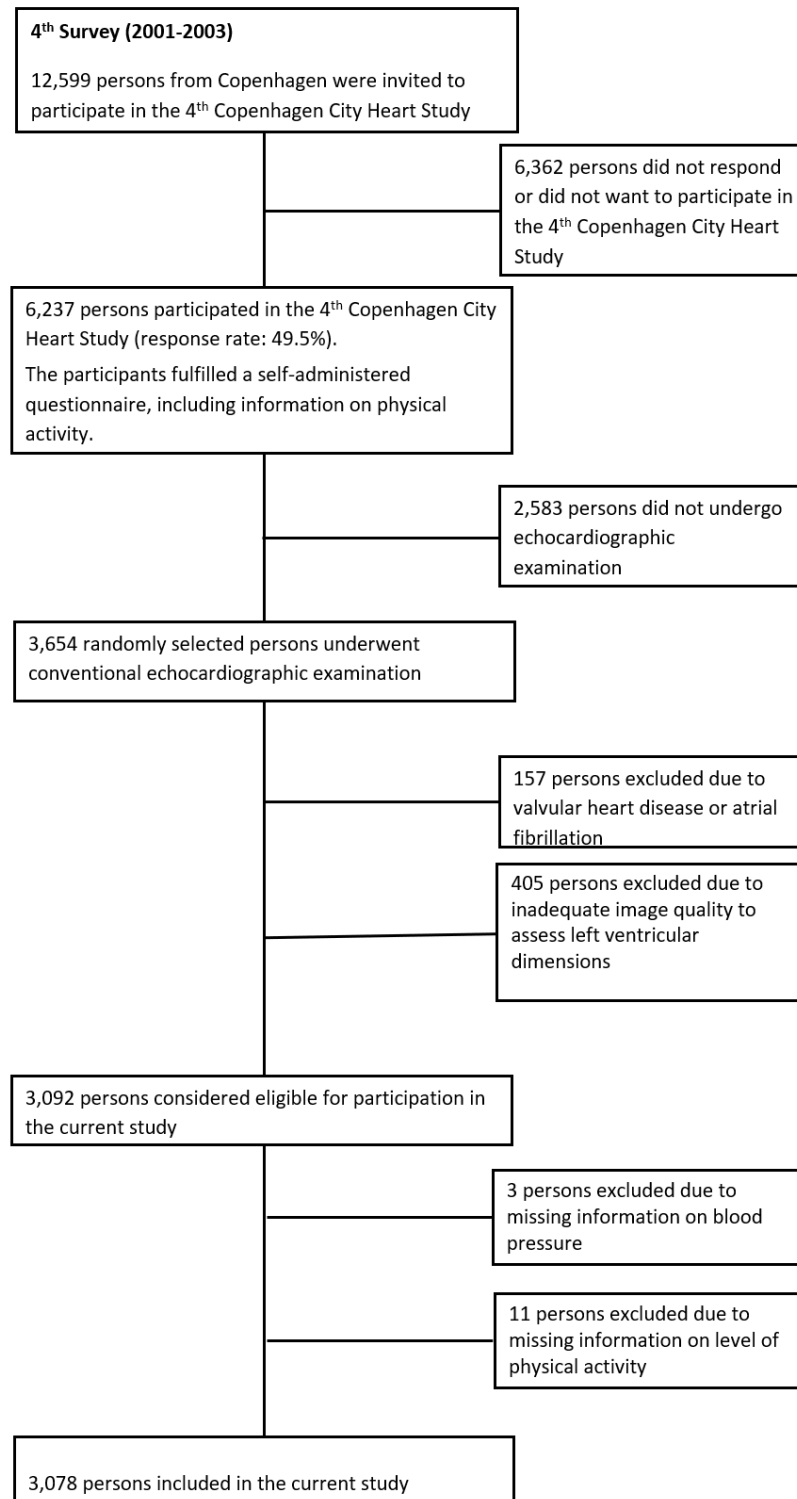 4th Survey (2001-2003)
12,599 persons from Copenhagen were invited to
participate in the 4th Copenhagen City Heart Study
6,362 persons did not respond
or did not want to participate in
the 4th Copenhagen City Heart
Study
6,237 persons participated in the 4th Copenhagen City
Heart Study (response rate: 49.5%).
The participants fulfilled a self-administered
questionnaire, including information on physical
activity.
2,583 persons did not undergo
echocardiographic
examination
3,654 randomly selected persons underwent
conventional echocardiographic examination
157 persons excluded due to
valvular heart disease or atrial
fibrillation
405 persons excluded due to
inadequate image quality to
assess left ventricular
dimensions
3,092 persons considered eligible for participation in
the current study
3 persons excluded due to
missing information on blood
pressure
11 persons excluded due to
missing information on level of
physical activity
3,078 persons included in the current study